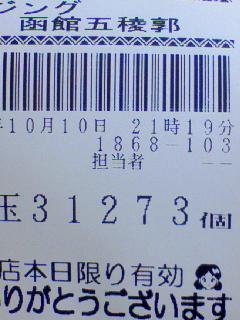 ジング
函館五稜郭
年10月10日 21時19分
1868-103
担当者 --
玉31273個
店本日限り有効
ありがとうございます